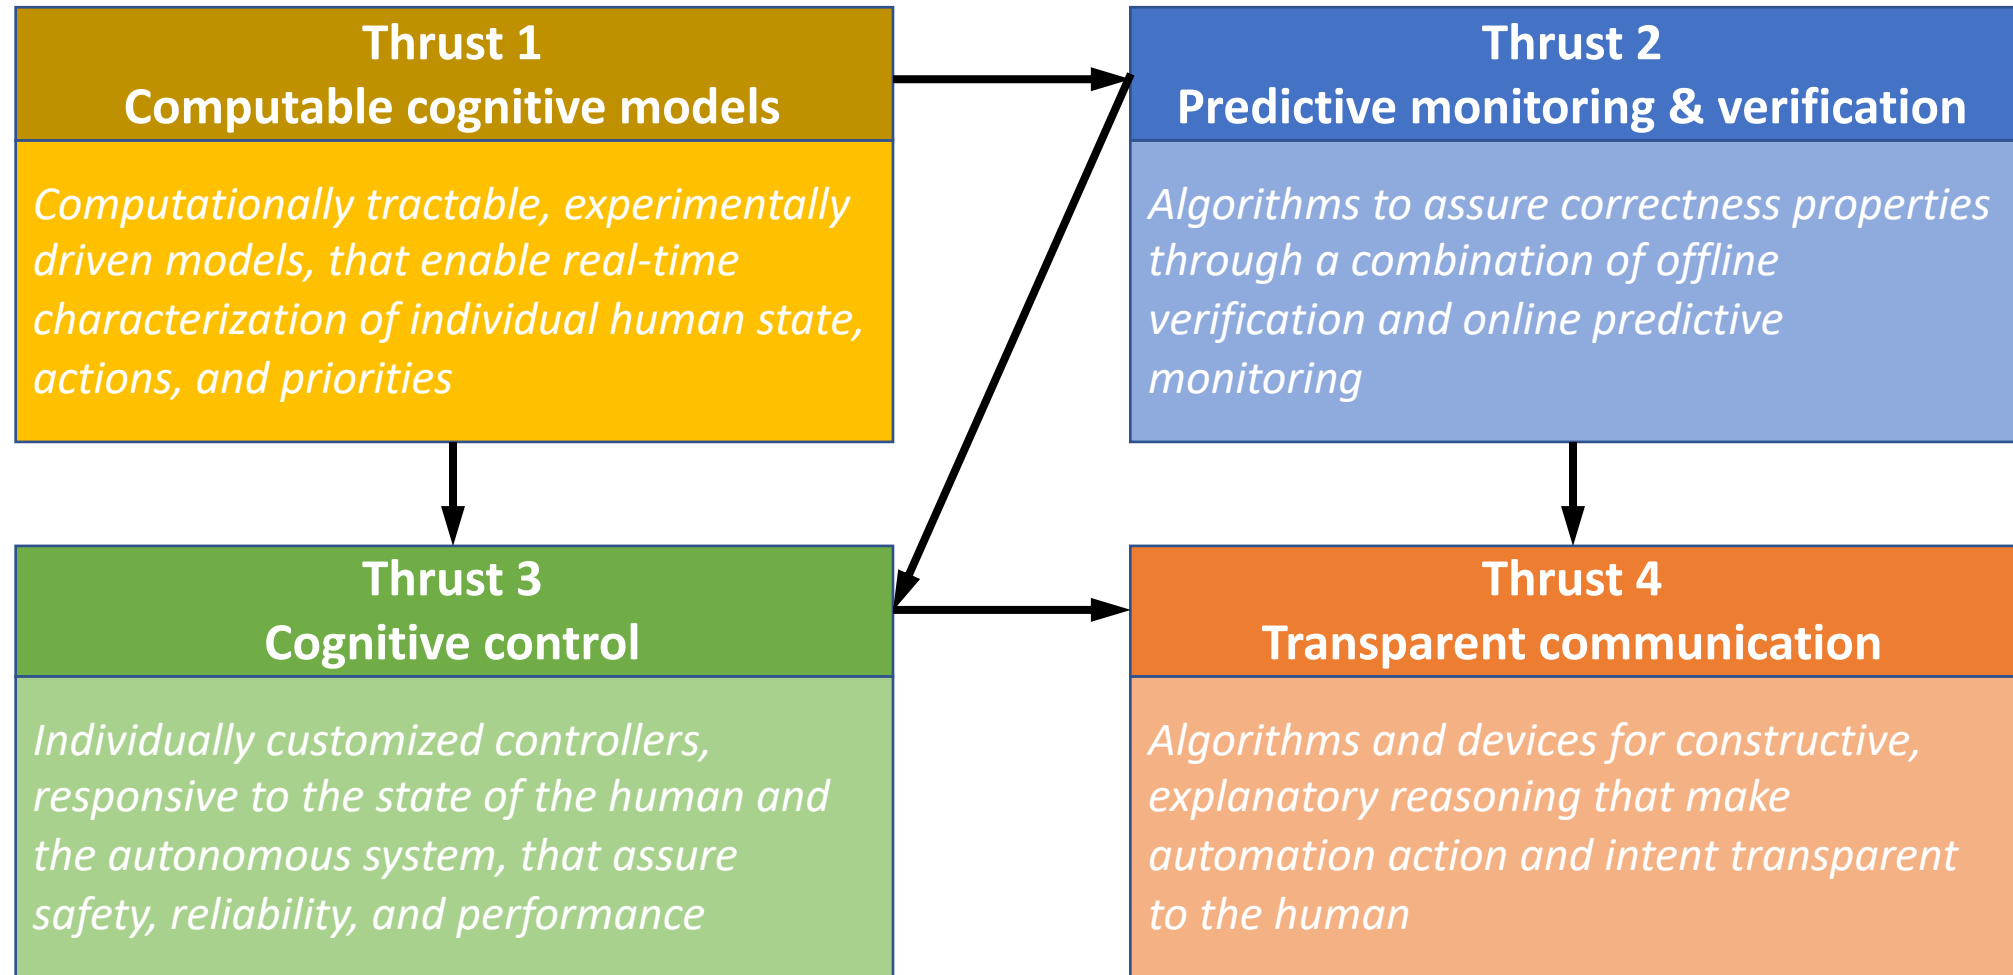 Thrust 1
Computable cognitive models
Computationally tractable, experimentally
driven models, that enable real-time
characterization of individual human state,
actions, and priorities
Thrust 2
Predictive monitoring & verification
Algorithms to assure correctness properties
through a combination of offline
verification and online predictive
monitoring
Thrust 3
Cognitive control
Individually customized controllers,
responsive to the state of the human and
the autonomous system, that assure
safety, reliability, and performance
Thrust 4
Transparent communication
Algorithms and devices for constructive,
explanatory reasoning that make
automation action and intent transparent
to the human